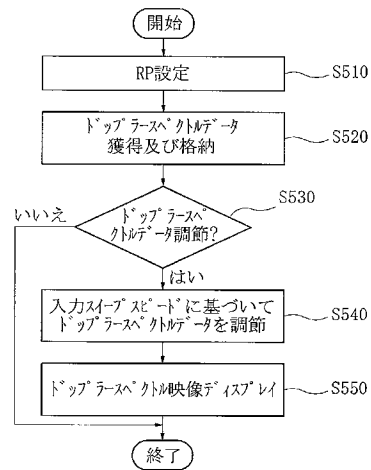 開始
RP設定
S510
ﾄﾞｯﾌﾟﾗｰｽﾍﾟｸﾄﾙﾃﾞｰﾀ
獲得及び格納
S520
ﾄﾞｯﾌﾟﾗｰｽﾍﾟ
ｸﾄﾙﾃﾞｰﾀ調節?
S530
いいえ
はい
入力ｽｲｰﾌﾟｽﾋﾟｰﾄﾞに基づいて
ﾄﾞｯﾌﾟﾗｰｽﾍﾟｸﾄﾙﾃﾞｰﾀを調節
S540
ﾄﾞｯﾌﾟﾗｰｽﾍﾟｸﾄﾙ映像ﾃﾞｨｽﾌﾟﾚｲ
S550
終了